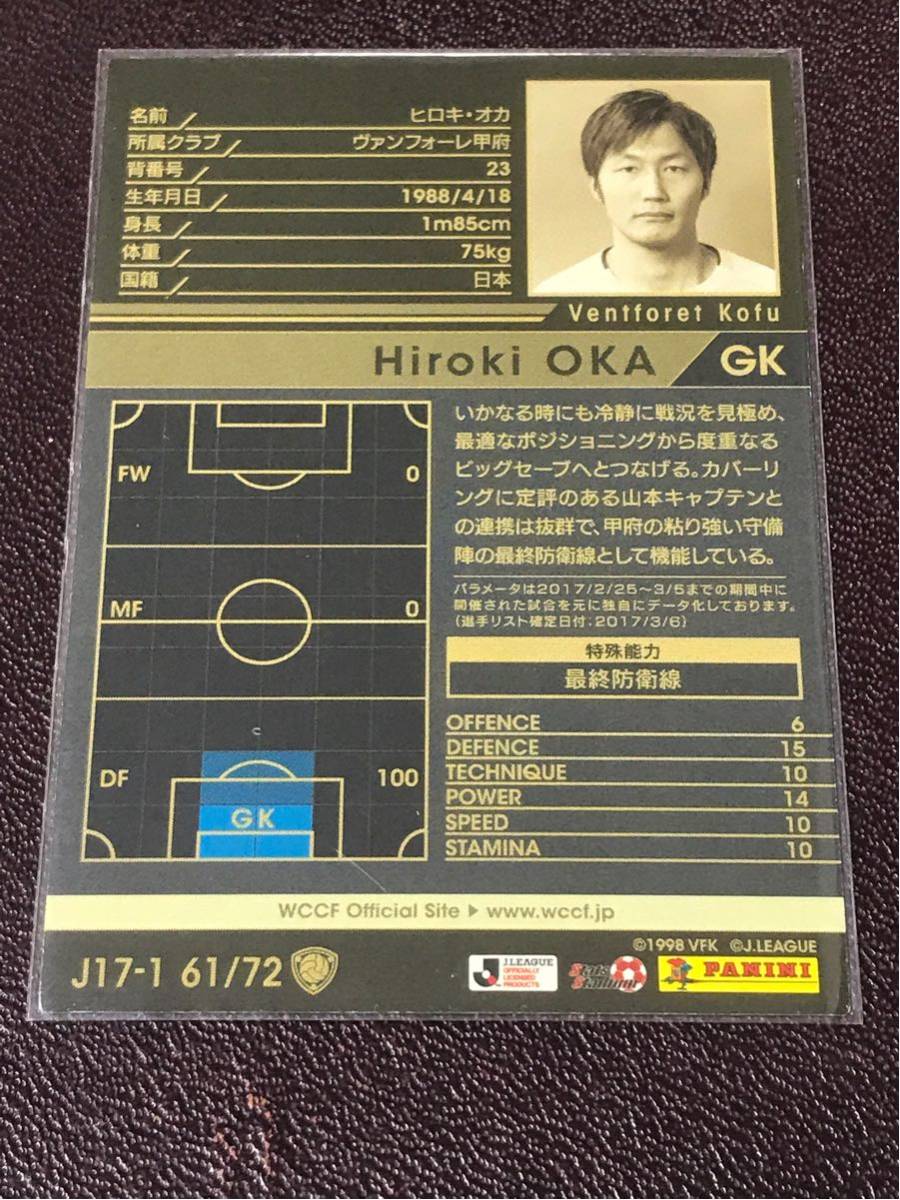 名前 ヒロキ・オカ
所属クラブ ヴァンフォーレ甲府
背番号 23
生年月日 1988/4/18
身長 1m85cm
体重 75kg
国籍 日本
Ventforet Kofu
Hiroki OKA GK
FW 0
MF 0
DF 100
GK
いかなる時にも冷静に戦況を見極め、
最適なポジショニングから度重なる
ビッグセーブへとつなげる。カバーリ
ングに定評のある山本キャプテンと
の連携は抜群で、甲府の粘り強い守備
陣の最終防衛線として機能している。
パラメータは2017/2/25～3/5までの期間中に
開催された試合を元に独自にデータ化しております。
(選手リスト確定日付:2017/3/6)
特殊能力
最終防衛線
OFFENCE 6
DEFENCE 15
TECHNIQUE 10
POWER 14
SPEED 10
STAMINA 10
WCCF Official Site ▶ www.wccf.jp
©1998 VFK ©J.LEAGUE
J17-1 61/72
J.LEAGUE
OFFICIALLY
LICENSED
PRODUCTS
Stats
Stadium
PANINI